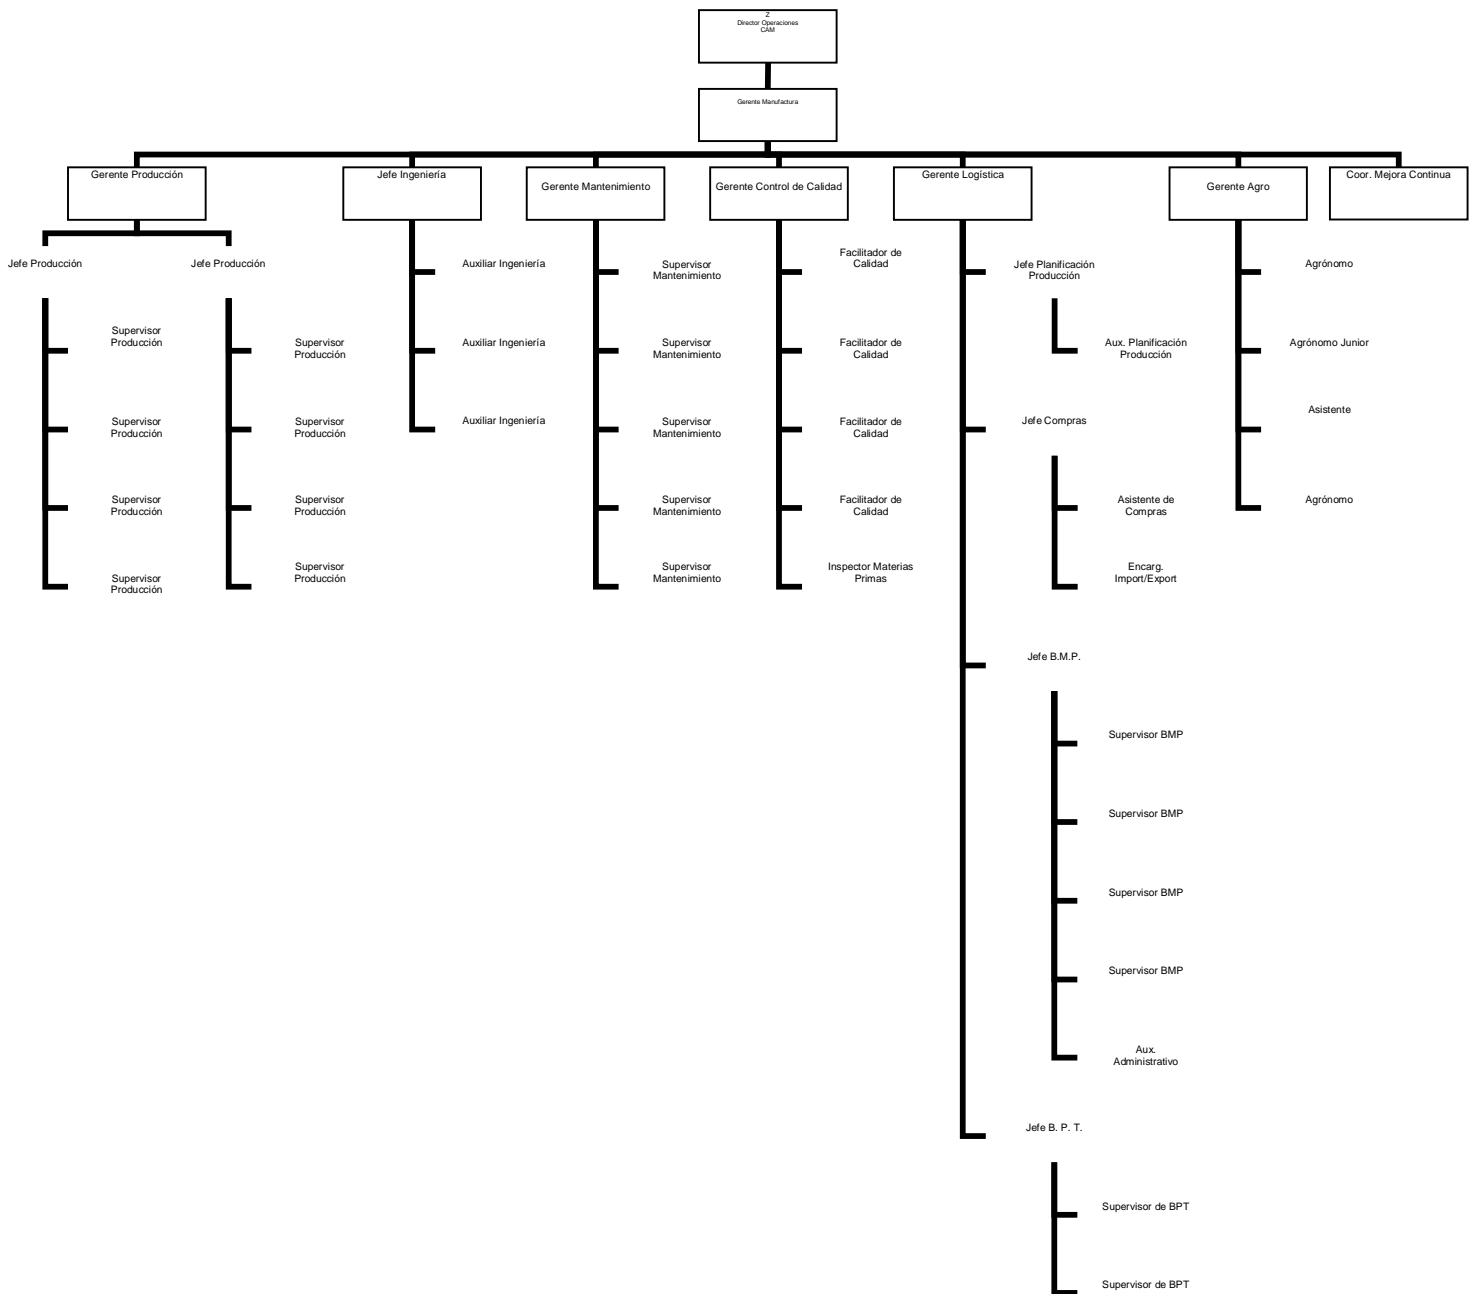 Z
Director Operaciones
CAM
Gerente Manufactura
Gerente Producción
Jefe Ingeniería
Gerente Mantenimiento
Gerente Control de Calidad
Gerente Logística
Gerente Agro
Coor. Mejora Continua
Jefe Producción
Supervisor
Producción
Supervisor
Producción
Supervisor
Producción
Supervisor
Producción
Jefe Producción
Supervisor
Producción
Supervisor
Producción
Supervisor
Producción
Supervisor
Producción
Auxiliar Ingeniería
Auxiliar Ingeniería
Auxiliar Ingeniería
Supervisor
Mantenimiento
Supervisor
Mantenimiento
Supervisor
Mantenimiento
Supervisor
Mantenimiento
Supervisor
Mantenimiento
Facilitador de
Calidad
Facilitador de
Calidad
Facilitador de
Calidad
Facilitador de
Calidad
Inspector Materias
Primas
Jefe Planificación
Producción
Aux. Planificación
Producción
Jefe Compras
Asistente de
Compras
Encarg.
Import/Export
Jefe B.M.P.
Supervisor BMP
Supervisor BMP
Supervisor BMP
Supervisor BMP
Aux.
Administrativo
Jefe B. P. T.
Supervisor de BPT
Supervisor de BPT
Agrónomo
Agrónomo Junior
Asistente
Agrónomo